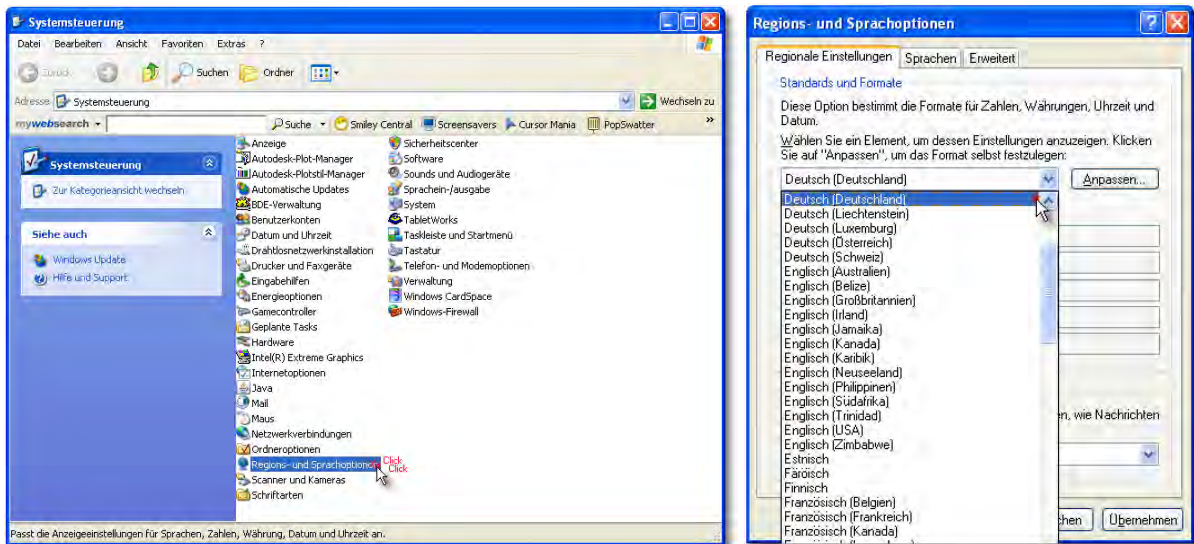 Systemsteuerung
Datei Bearbeiten Ansicht Favoriten Extras ?
Zurück Suchen Ordner
Adresse Systemsteuerung Wechseln zu
mywebsearch Suche Smiley Central Screensavers Cursor Mania PopSwatter »
Systemsteuerung
Zur Kategorieansicht wechseln
Siehe auch
Windows Update
Hilfe und Support
Anzeige
Autodesk-Plot-Manager
Autodesk-Plotstil-Manager
Automatische Updates
BDE-Verwaltung
Benutzerkonten
Datum und Uhrzeit
Drahtlosnetzwerkinstallation
Drucker und Faxgeräte
Eingabehilfen
Energieoptionen
Gamecontroller
Geplante Tasks
Hardware
Intel(R) Extreme Graphics
Internetoptionen
Java
Mail
Maus
Netzwerkverbindungen
Ordneroptionen
Regions- und Sprachoptionen
Click
Click
Scanner und Kameras
Schriftarten
Sicherheitscenter
Software
Sounds und Audiogeräte
Sprachein-/ausgabe
System
TabletWorks
Taskleiste und Startmenü
Tastatur
Telefon- und Modemoptionen
Verwaltung
Windows CardSpace
Windows-Firewall
Passt die Anzeigeeinstellungen für Sprachen, Zahlen, Währung, Datum und Uhrzeit an.
Regions- und Sprachoptionen
Regionale Einstellungen Sprachen Erweitert
Standards und Formate
Diese Option bestimmt die Formate für Zahlen, Währungen, Uhrzeit und
Datum.
Wählen Sie ein Element, um dessen Einstellungen anzuzeigen. Klicken
Sie auf "Anpassen", um das Format selbst festzulegen:
Deutsch (Deutschland) Anpassen...
Deutsch (Deutschland)
Deutsch (Liechtenstein)
Deutsch (Luxemburg)
Deutsch (Österreich)
Deutsch (Schweiz)
Englisch (Australien)
Englisch (Belize)
Englisch (Großbritannien)
Englisch (Irland)
Englisch (Jamaika)
Englisch (Kanada)
Englisch (Karibik)
Englisch (Neuseeland)
Englisch (Philippinen)
Englisch (Südafrika)
Englisch (Trinidad)
Englisch (USA)
Englisch (Zimbabwe)
Estnisch
Färöisch
Finnisch
Französisch (Belgien)
Französisch (Frankreich)
Französisch (Kanada)
en, wie Nachrichten
chen Übernehmen